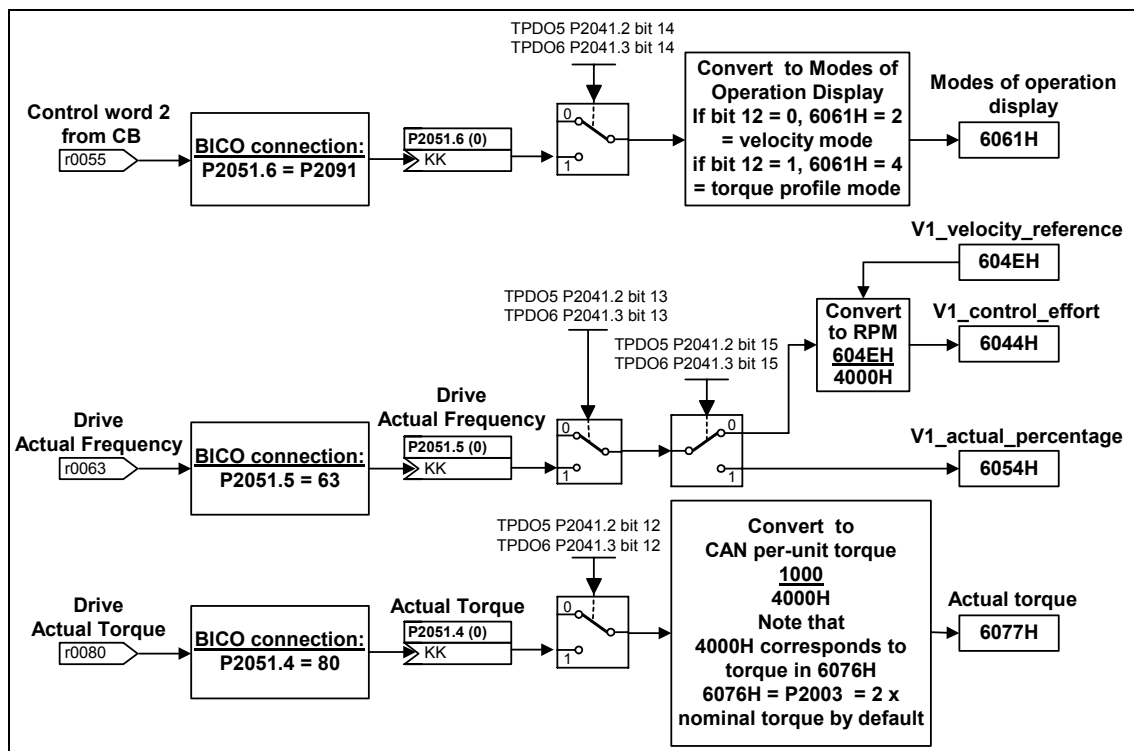 TPDO5 P2041.2 bit 14
TPDO6 P2041.3 bit 14
Control word 2
from CB
r0055
BICO connection:
P2051.6 = P2091
P2051.6 (0)
KK
0
1
Convert to Modes of
Operation Display
If bit 12 = 0, 6061H = 2
= velocity mode
if bit 12 = 1, 6061H = 4
= torque profile mode
Modes of operation
display
6061H
V1_velocity_reference
604EH
TPDO5 P2041.2 bit 13
TPDO6 P2041.3 bit 13
TPDO5 P2041.2 bit 15
TPDO6 P2041.3 bit 15
Convert
to RPM
604EH
4000H
V1_control_effort
6044H
Drive
Actual Frequency
r0063
BICO connection:
P2051.5 = 63
Drive
Actual Frequency
P2051.5 (0)
KK
0
1
0
1
V1_actual_percentage
6054H
TPDO5 P2041.2 bit 12
TPDO6 P2041.3 bit 12
Drive
Actual Torque
r0080
BICO connection:
P2051.4 = 80
Actual Torque
P2051.4 (0)
KK
0
1
Convert to
CAN per-unit torque
1000
4000H
Note that
4000H corresponds to
torque in 6076H
6076H = P2003 = 2 x
nominal torque by default
Actual torque
6077H